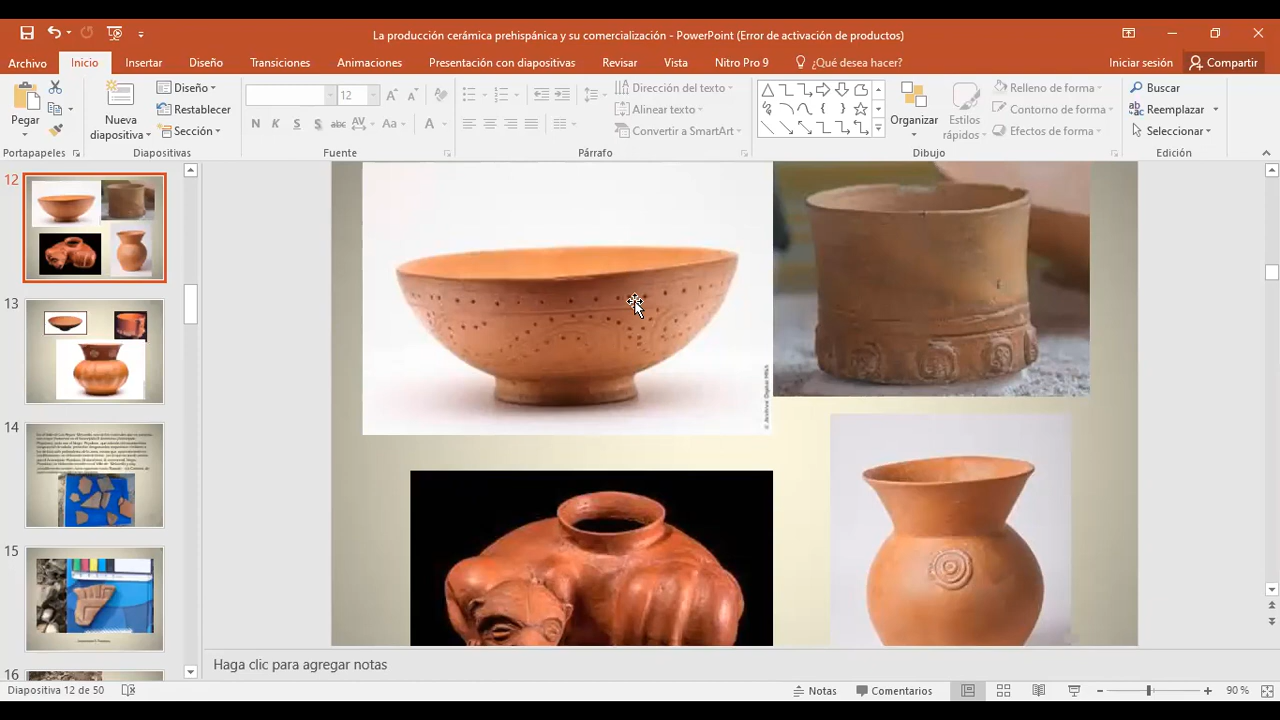 La producción cerámica prehispánica y su comercialización - PowerPoint (Error de activación de productos)
Archivo Inicio Insertar Diseño Transiciones Animaciones Presentación con diapositivas Revisar Vista Nitro Pro 9 ¿Qué desea hacer? Iniciar sesión Compartir
Pegar
Nueva diapositiva
Diseño
Restablecer
Sección
12
N K S S abc AV Aa A
Dirección del texto
Alinear texto
Convertir a SmartArt
Organizar
Estilos rápidos
Relleno de forma
Contorno de forma
Efectos de forma
Buscar
Reemplazar
Seleccionar
Portapapeles Diapositivas Fuente Párrafo Dibujo Edición
12
13
14
15
16
Haga clic para agregar notas
Diapositiva 12 de 50 Notas Comentarios 90 %